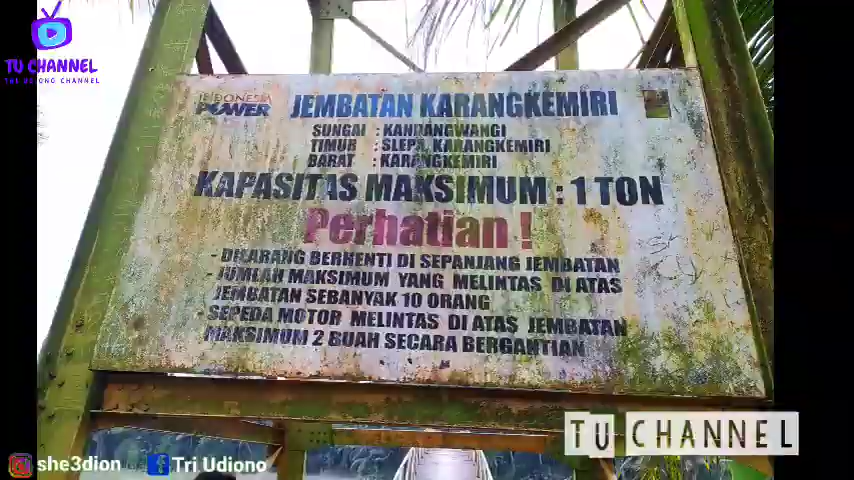 TU CHANNEL
TRI UDIONO CHANNEL
INDONESIA
POWER
JEMBATAN KARANGKEMIRI
SUNGAI : KANDANGWANGI
TIMUR : SLEPA, KARANGKEMIRI
BARAT : KARANGKEMIRI
KAPASITAS MAKSIMUM : 1 TON
Perhatian !
- DILARANG BERHENTI DI SEPANJANG JEMBATAN
- JUMLAH MAKSIMUM YANG MELINTAS DI ATAS
JEMBATAN SEBANYAK 10 ORANG
- SEPEDA MOTOR MELINTAS DI ATAS JEMBATAN
MAKSIMUM 2 BUAH SECARA BERGANTIAN
TU CHANNEL
she3dion Tri Udiono